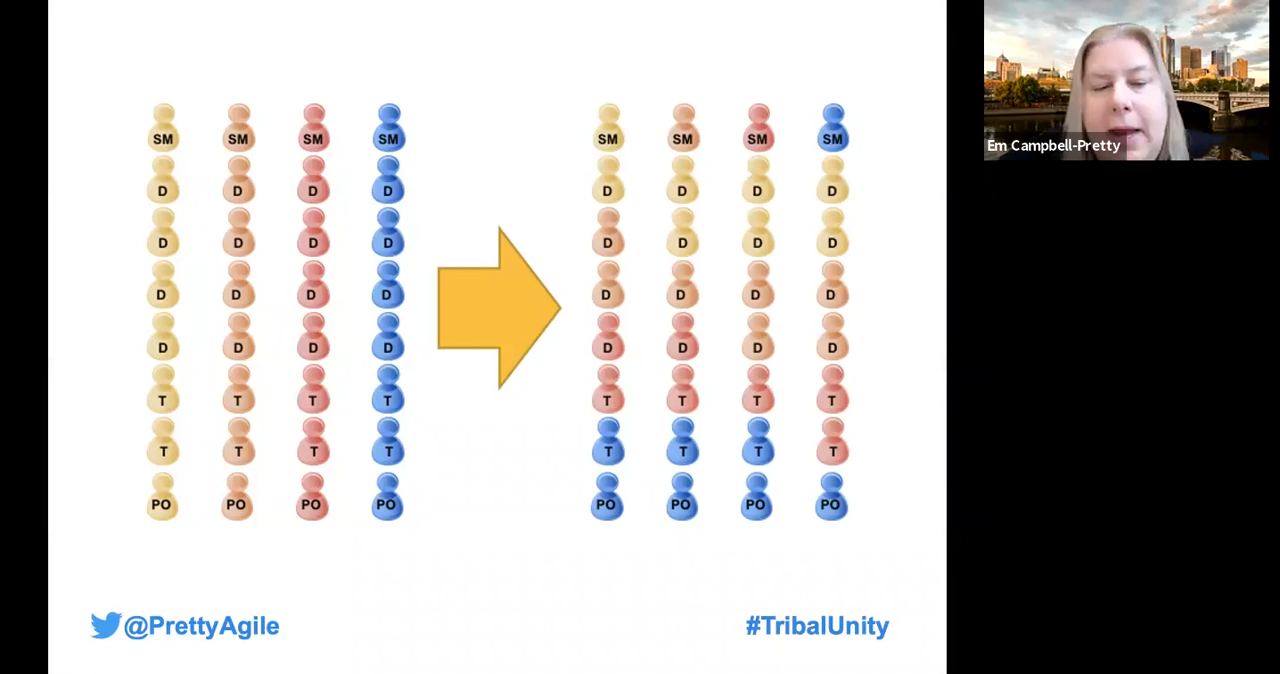 SM SM SM SM SM SM SM SM
D D D D D D D D
D D D D D D D D
D D D D D D D D
D D D D D D D D
T T T T T T T T
T T T T T T T T
PO PO PO PO PO PO PO PO
@PrettyAgile
#TribalUnity
Em Campbell-Pretty